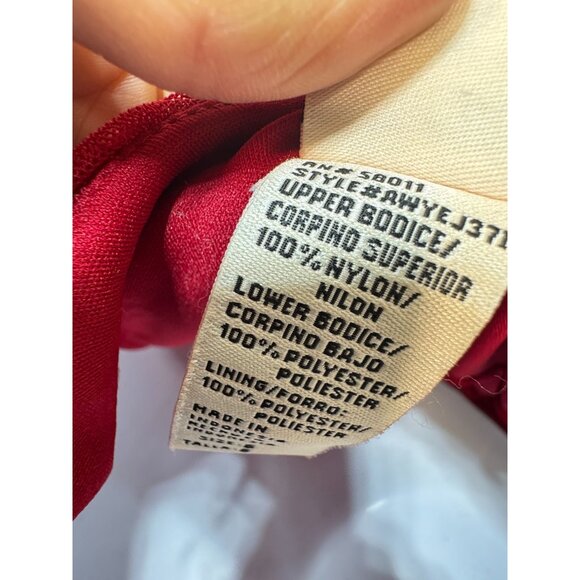 RN# 58011
STYLE#AWYEJ371
UPPER BODICE/
CORPINO SUPERIOR
100% NYLON/
NILON
LOWER BODICE/
CORPINO BAJO
100% POLYESTER/
POLIESTER
LINING/FORRO:
100% POLYESTER/
POLIESTER
MADE IN
INDONESIA